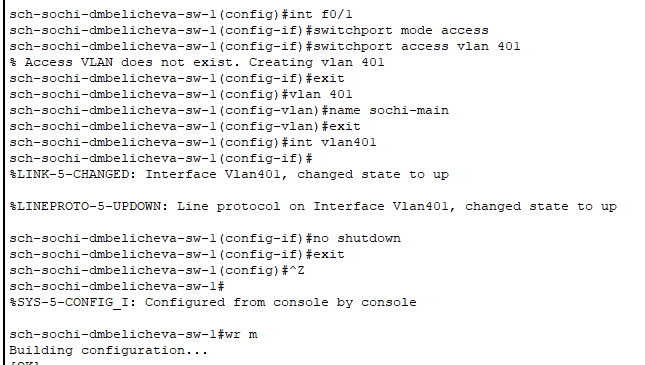 sch-sochi-dmbelicheva-sw-1(config)#int f0/1
sch-sochi-dmbelicheva-sw-1(config-if)#switchport mode access
sch-sochi-dmbelicheva-sw-1(config-if)#switchport access vlan 401
% Access VLAN does not exist. Creating vlan 401
sch-sochi-dmbelicheva-sw-1(config-if)#exit
sch-sochi-dmbelicheva-sw-1(config)#vlan 401
sch-sochi-dmbelicheva-sw-1(config-vlan)#name sochi-main
sch-sochi-dmbelicheva-sw-1(config-vlan)#exit
sch-sochi-dmbelicheva-sw-1(config)#int vlan401
sch-sochi-dmbelicheva-sw-1(config-if)#
%LINK-5-CHANGED: Interface Vlan401, changed state to up
%LINEPROTO-5-UPDOWN: Line protocol on Interface Vlan401, changed state to up
sch-sochi-dmbelicheva-sw-1(config-if)#no shutdown
sch-sochi-dmbelicheva-sw-1(config-if)#exit
sch-sochi-dmbelicheva-sw-1(config)#^Z
sch-sochi-dmbelicheva-sw-1#
%SYS-5-CONFIG_I: Configured from console by console
sch-sochi-dmbelicheva-sw-1#wr m
Building configuration...
[OK]